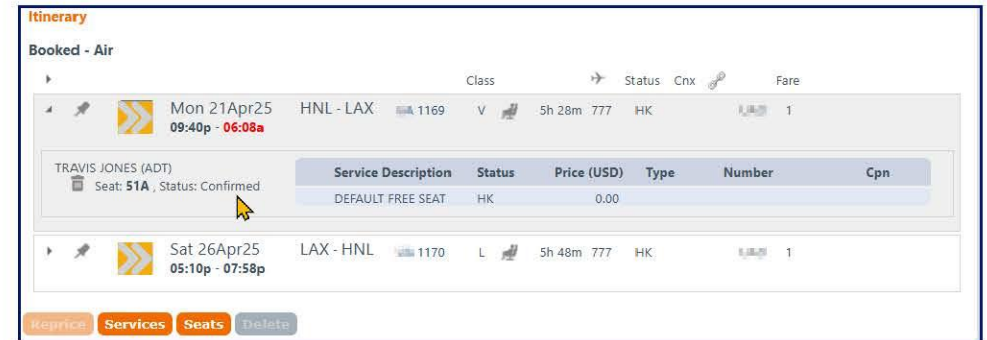 Itinerary
Booked - Air
Class Status Cnx Fare
Mon 21Apr25 HNL - LAX 1169 V 5h 28m 777 HK 1
09:40p - 06:08a
TRAVIS JONES (ADT)
Seat: 51A , Status: Confirmed
Service Description Status Price (USD) Type Number Cpn
DEFAULT FREE SEAT HK 0.00
Sat 26Apr25 LAX - HNL 1170 L 5h 48m 777 HK 1
05:10p - 07:58p
Reprice Services Seats Delete